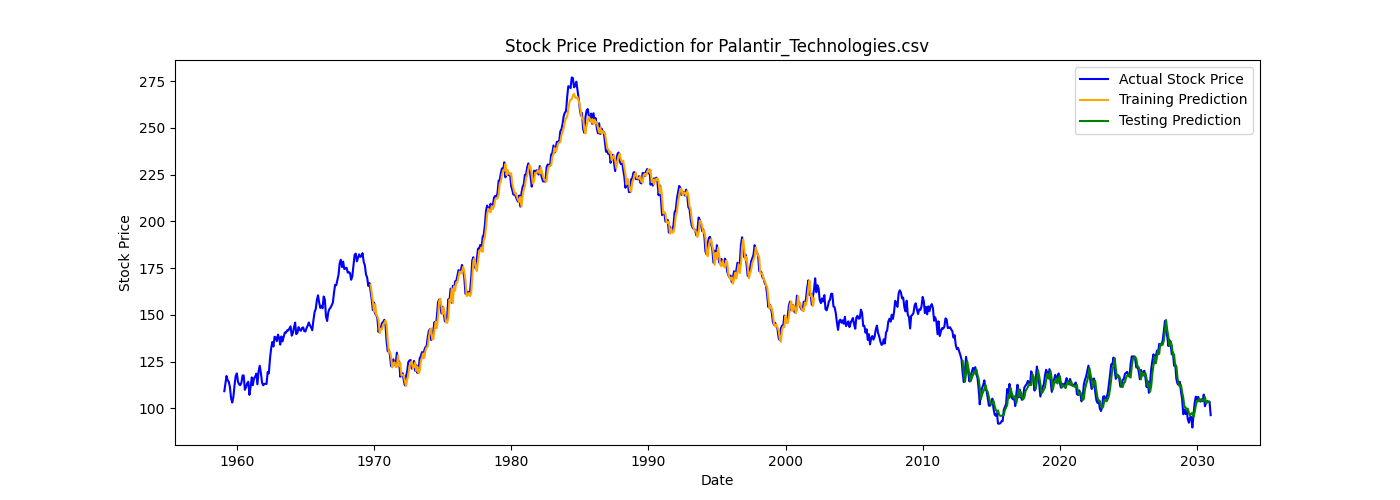 Stock Price Prediction for Palantir_Technologies.csv
Stock Price
275
250
225
200
175
150
125
100
Actual Stock Price
Training Prediction
Testing Prediction
1960 1970 1980 1990 2000 2010 2020 2030
Date